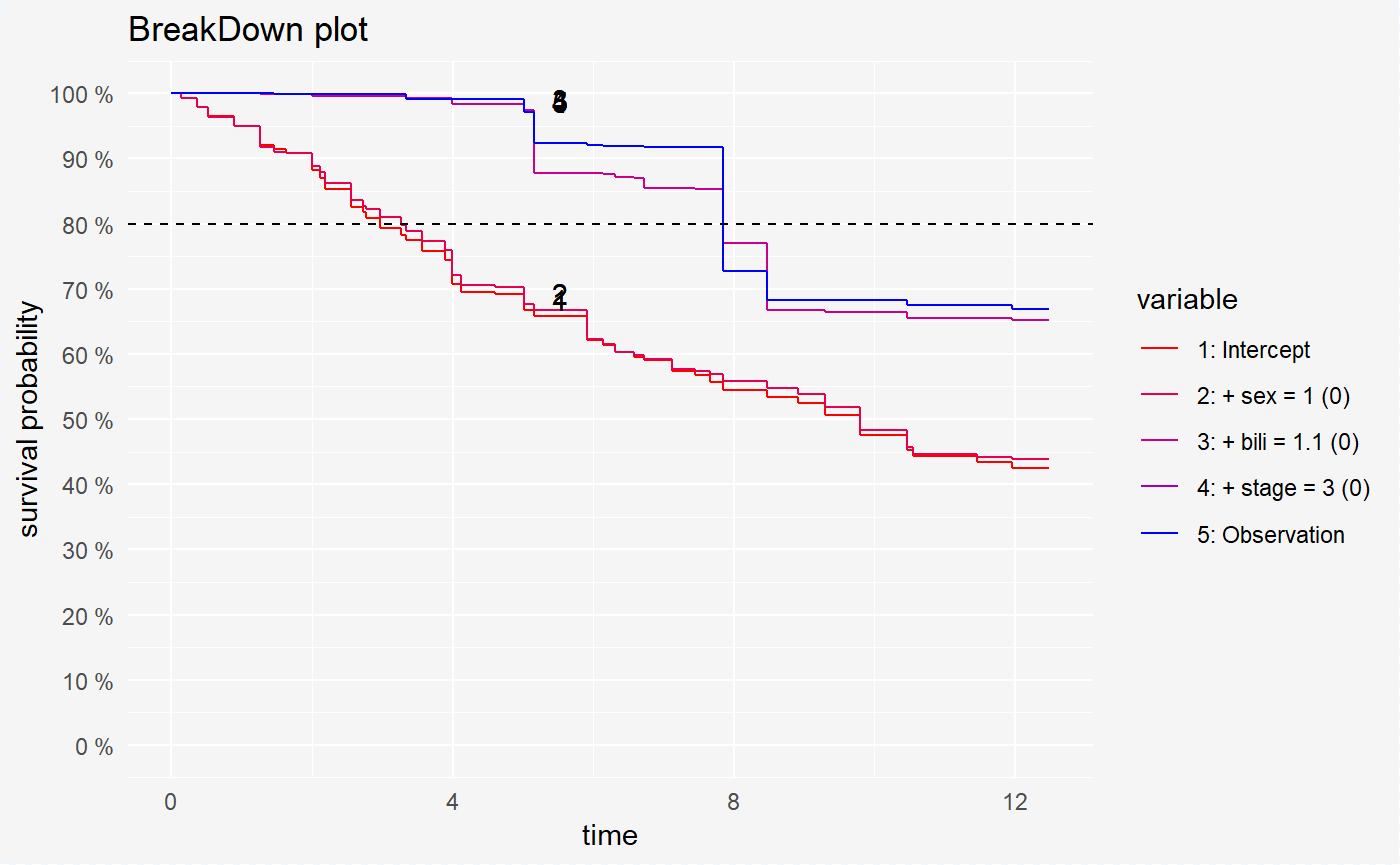 BreakDown plot
survival probability
100 %
90 %
80 %
70 %
60 %
50 %
40 %
30 %
20 %
10 %
0 %
2
0
4
8
12
time
variable
1: Intercept
2: + sex = 1 (0)
3: + bili = 1.1 (0)
4: + stage = 3 (0)
5: Observation